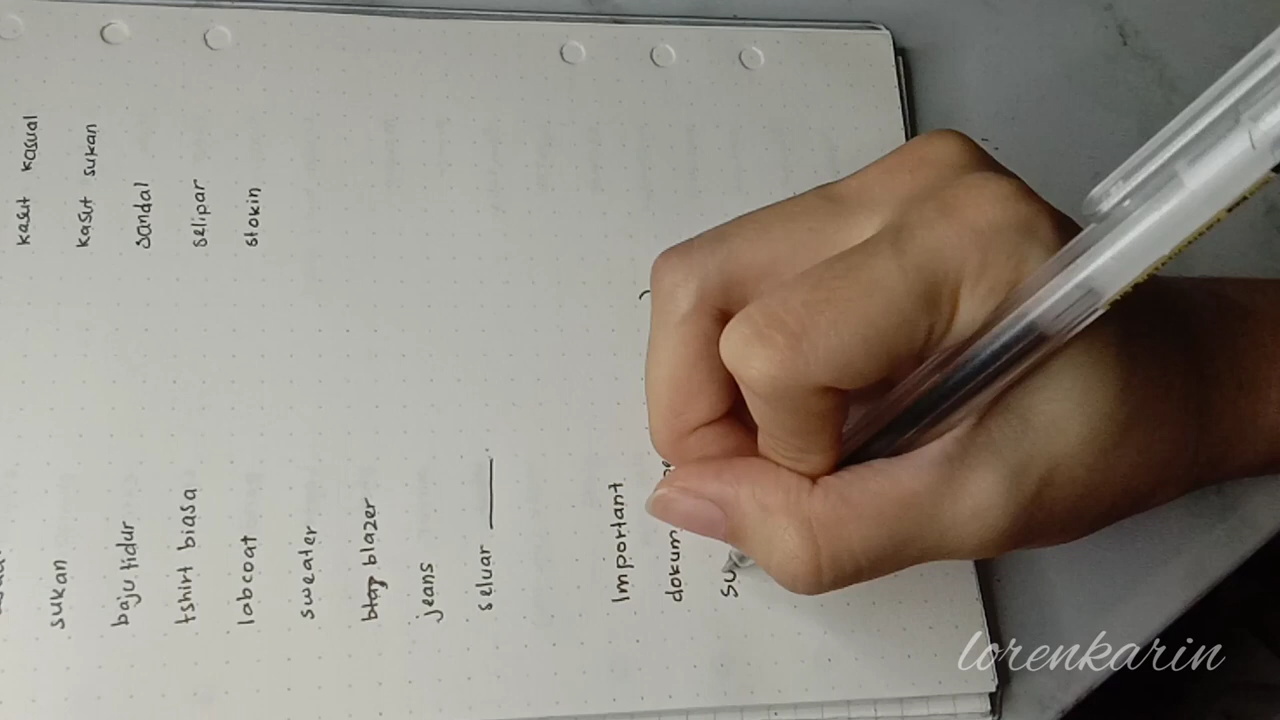 sukan
baju tidur
tshirt biasa
labcoat
sweater
blazer
jeans
seluar
Important
dokum
su
kasut kasual
kasut sukan
sandal
selipar
stokin
lorenkarin